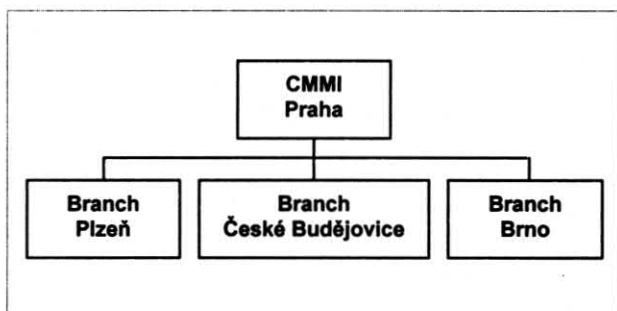 CMMI
Praha
Branch
Plzeň
Branch
České Budějovice
Branch
Brno